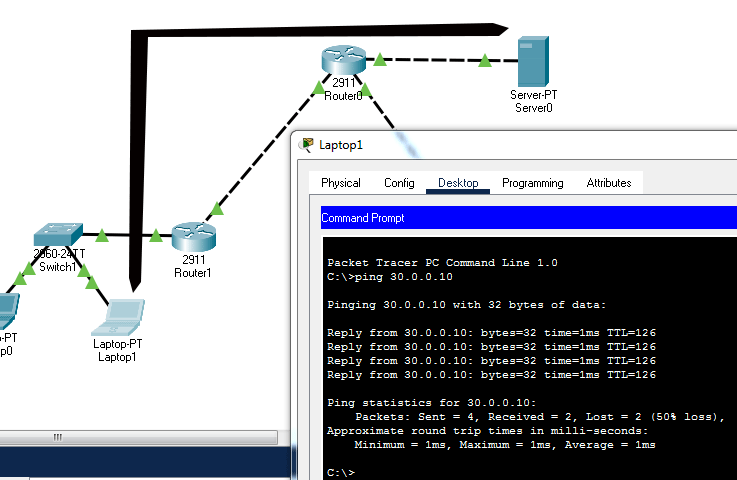 2911
Router0
Server-PT
Server0
Laptop1
Physical Config Desktop Programming Attributes
Command Prompt
Packet Tracer PC Command Line 1.0
C:\>ping 30.0.0.10
Pinging 30.0.0.10 with 32 bytes of data:
Reply from 30.0.0.10: bytes=32 time=1ms TTL=126
Reply from 30.0.0.10: bytes=32 time=1ms TTL=126
Reply from 30.0.0.10: bytes=32 time=1ms TTL=126
Reply from 30.0.0.10: bytes=32 time=1ms TTL=126
Ping statistics for 30.0.0.10:
Packets: Sent = 4, Received = 2, Lost = 2 (50% loss),
Approximate round trip times in milli-seconds:
Minimum = 1ms, Maximum = 1ms, Average = 1ms
C:\>
2960-24TT
Switch1
2911
Router1
-PT
p0
Laptop-PT
Laptop1